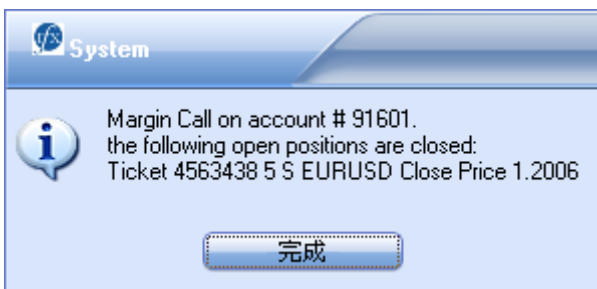 tfx
System
Margin Call on account # 91601.
the following open positions are closed:
Ticket 4563438 5 S EURUSD Close Price 1.2006
完成